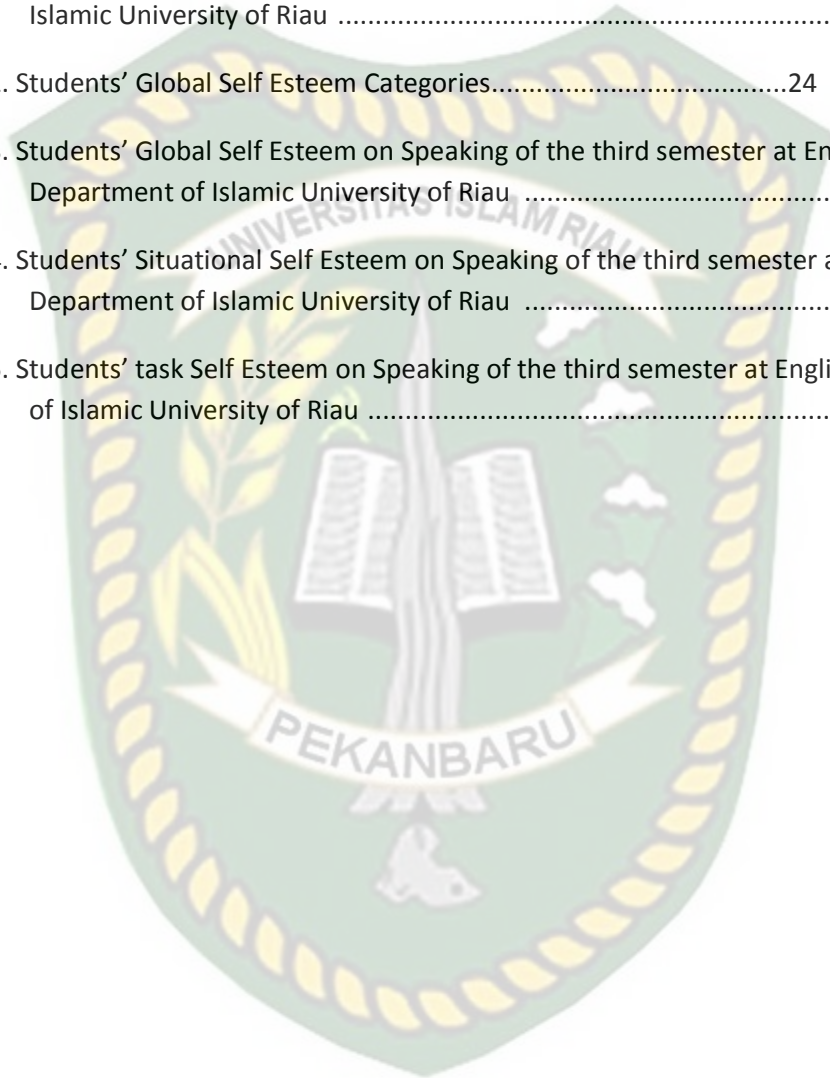 Islamic University of Riau ............................................................
. Students' Global Self Esteem Categories.....................................24
. Students' Global Self Esteem on Speaking of the third semester at En
Department of Islamic University of Riau .......................................
. Students' Situational Self Esteem on Speaking of the third semester a
Department of Islamic University of Riau .......................................
. Students' task Self Esteem on Speaking of the third semester at Engli
of Islamic University of Riau .........................................................
UNIVERSITAS ISLAM RIAU
PEKANBARU